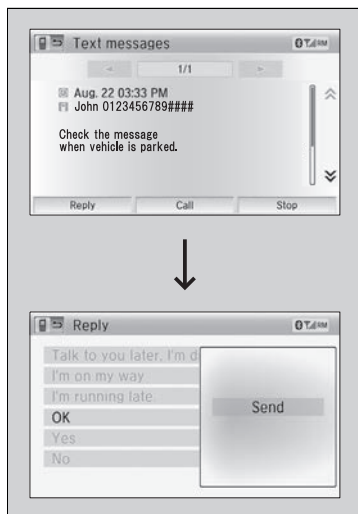 Text messages
1/1
Aug. 22 03:33 PM
John 0123456789####
Check the message
when vehicle is parked.
Reply Call Stop
Reply
Talk to you later, I'm d
I'm on my way
I'm running late.
OK
Yes
No
Send